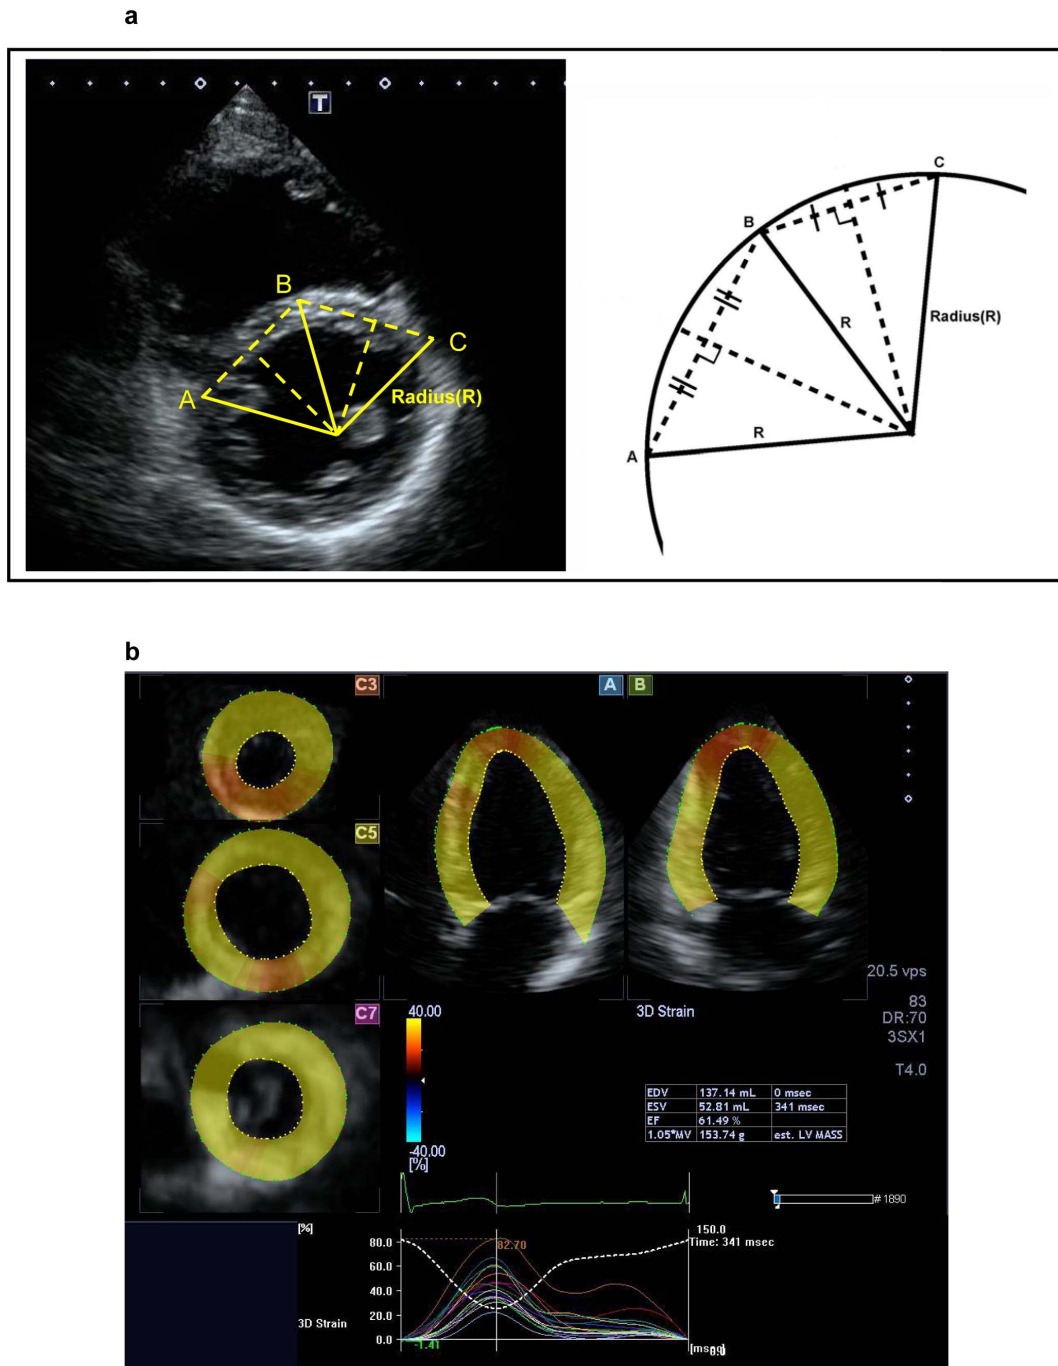 a
T
B
C
A
Radius(R)
C
B
R
Radius(R)
R
A
b
C3
A
B
C5
20.5 vps
83
DR:70
3SX1
T4.0
C7
40.00
-40.00
[%]
3D Strain
EDV 137.14 mL 0 msec
ESV 52.81 mL 341 msec
EF 61.49 %
1.05*MV 153.74 g est. LV MASS
# 1890
[%]
150.0
Time: 341 msec
80.0
82.70
60.0
40.0
20.0
3D Strain
0.0
-1.41